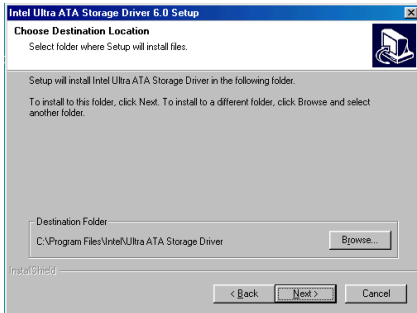 Intel Ultra ATA Storage Driver 6.0 Setup
Choose Destination Location
Select folder where Setup will install files.
Setup will install Intel Ultra ATA Storage Driver in the following folder.
To install to this folder, click Next. To install to a different folder, click Browse and select
another folder.
Destination Folder
C:\Program Files\Intel\Ultra ATA Storage Driver
Browse...
InstallShield
< Back
Next >
Cancel